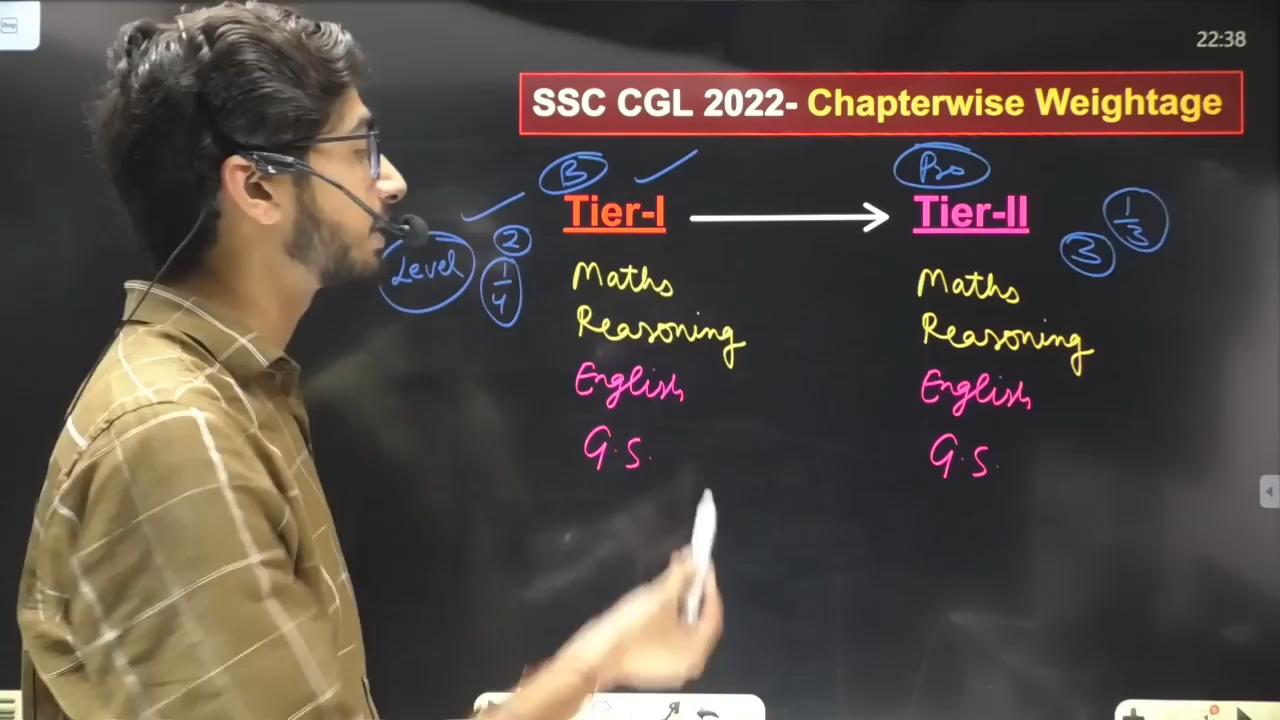 22:38
SSC CGL 2022- Chapterwise Weightage
B
Pro
Tier-I
Tier-II
Level
2
1/4
3
1/3
Maths
Reasoning
English
G.S.
Maths
Reasoning
English
G.S.